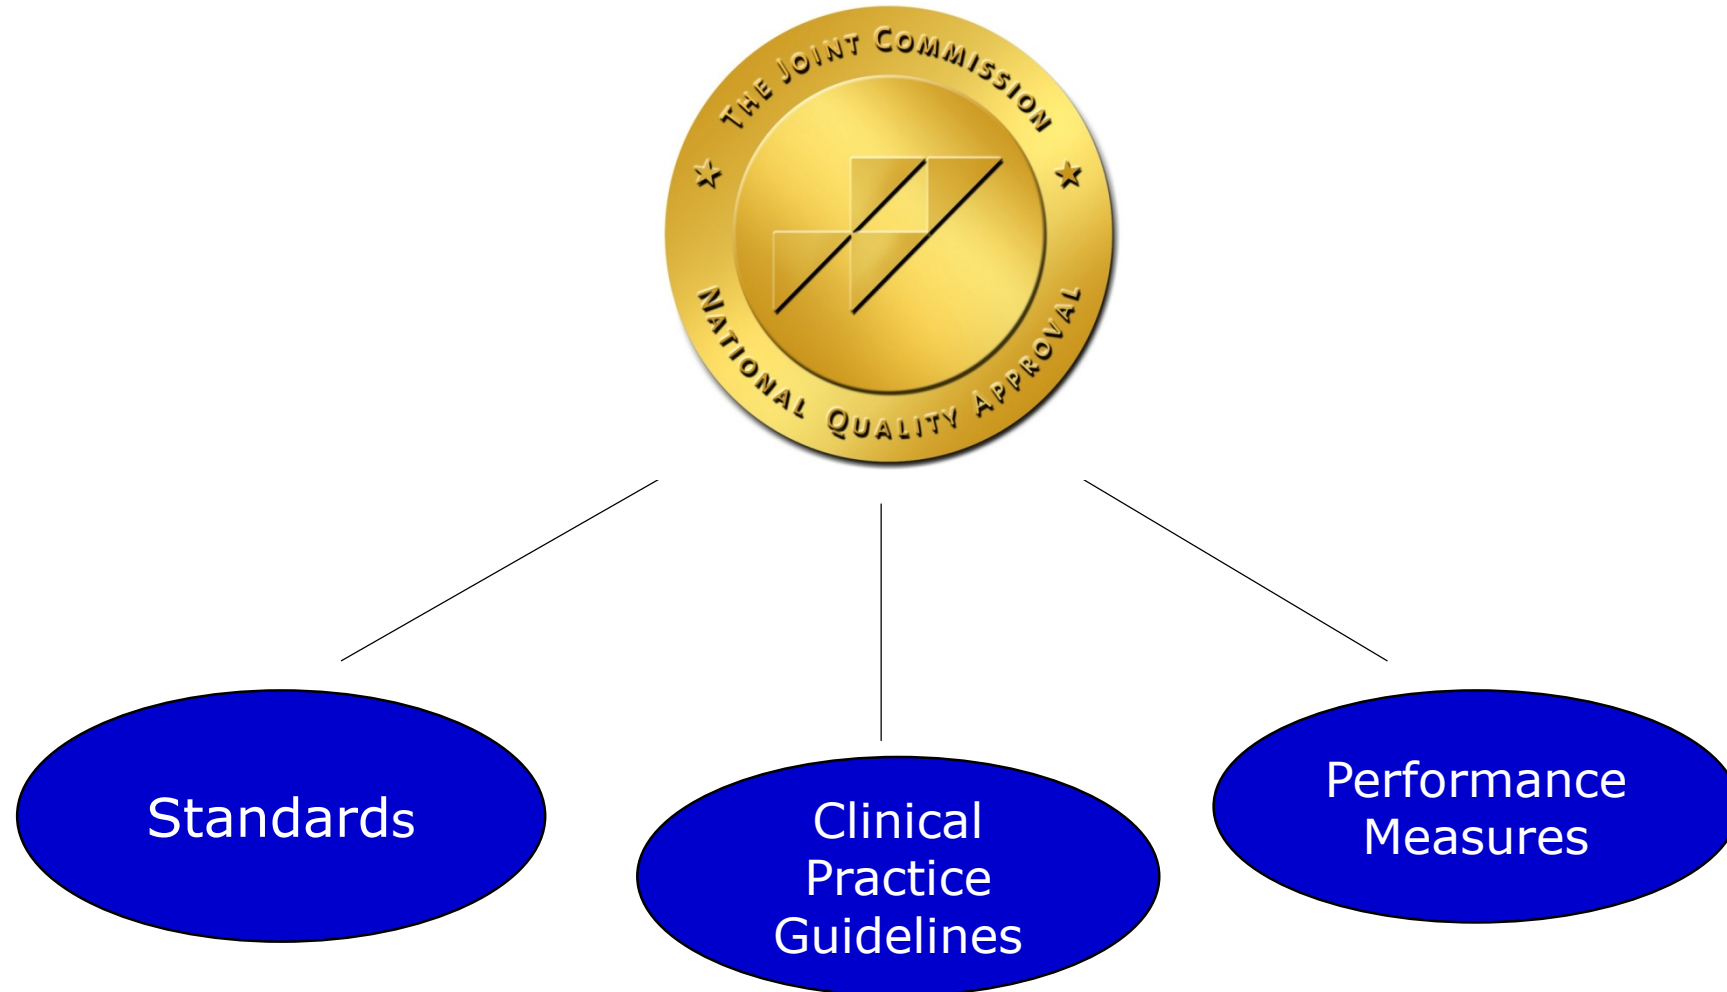 THE JOINT COMMISSION
NATIONAL QUALITY APPROVAL
Standards
Clinical
Practice
Guidelines
Performance
Measures